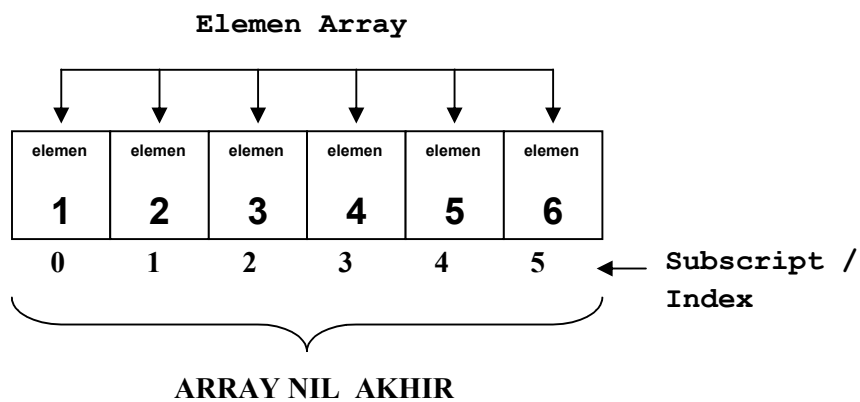 Elemen Array
elemen elemen elemen elemen elemen elemen
1 2 3 4 5 6
0 1 2 3 4 5
Subscript /
Index
ARRAY NIL AKHIR